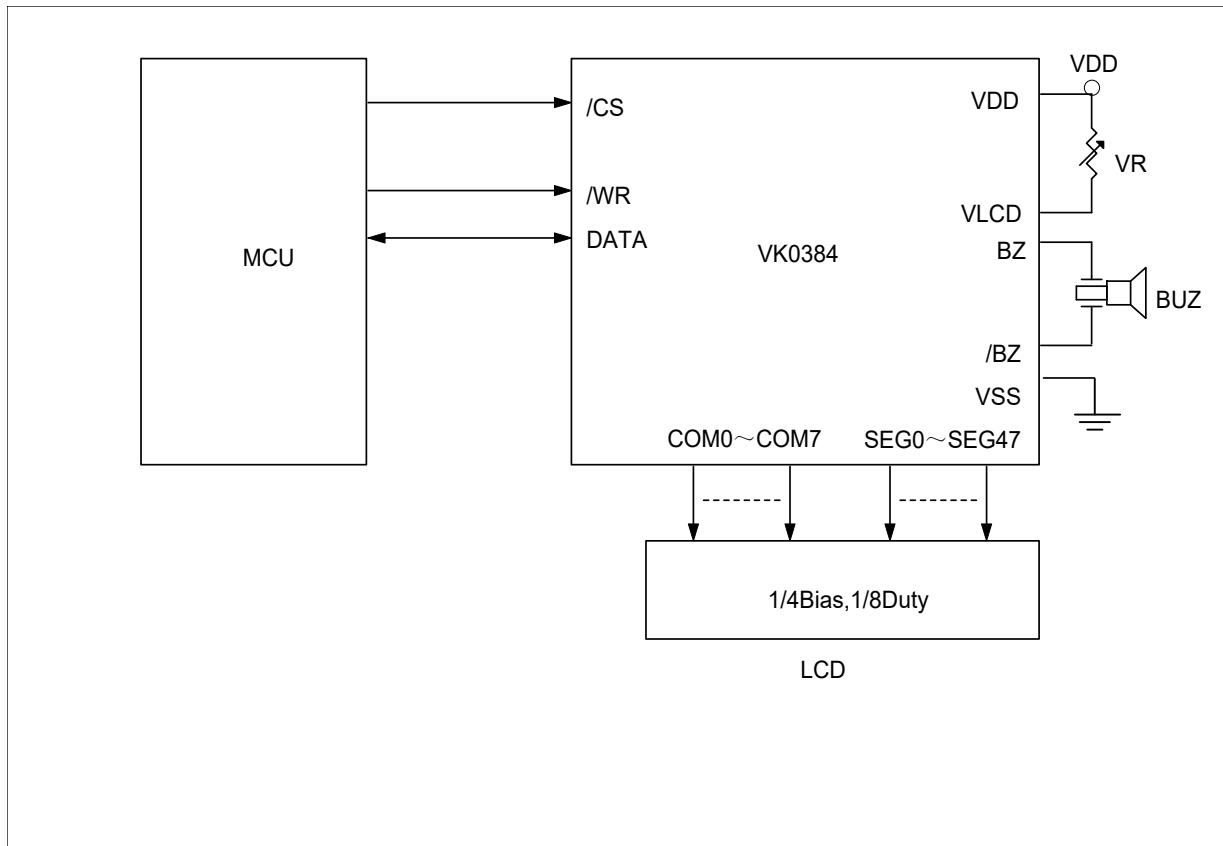 VDD
/CS
VDD
VR
/WR
VLCD
DATA
BZ
MCU
VK0384
BUZ
/BZ
VSS
COM0～COM7
SEG0～SEG47
1/4Bias,1/8Duty
LCD